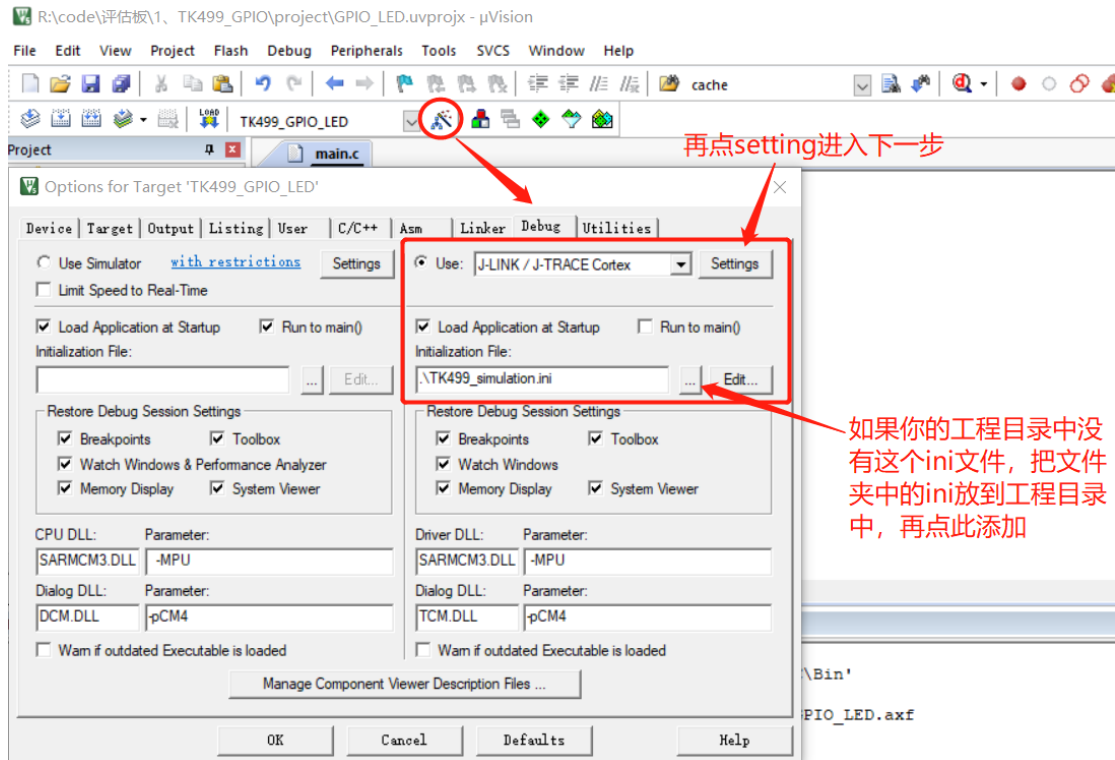 R:\code\评估板\1、TK499_GPIO\project\GPIO_LED.uvprojx - µVision
File Edit View Project Flash Debug Peripherals Tools SVCS Window Help
cache
LOAD TK499_GPIO_LED
Project
main.c
再点setting进入下一步
Options for Target 'TK499_GPIO_LED'
Device Target Output Listing User C/C++ Asm Linker Debug Utilities
Use Simulator with restrictions Settings
Use: J-LINK / J-TRACE Cortex Settings
Limit Speed to Real-Time
Load Application at Startup Run to main()
Load Application at Startup Run to main()
Initialization File:
Initialization File:
... Edit...
.\TK499_simulation.ini ... Edit...
如果你的工程目录中没
有这个ini文件，把文件
夹中的ini放到工程目录
中，再点此添加
Restore Debug Session Settings
Breakpoints Toolbox
Watch Windows & Performance Analyzer
Memory Display System Viewer
Restore Debug Session Settings
Breakpoints Toolbox
Watch Windows
Memory Display System Viewer
CPU DLL: Parameter:
SARMCM3.DLL -MPU
Dialog DLL: Parameter:
DCM.DLL -pCM4
Driver DLL: Parameter:
SARMCM3.DLL -MPU
Dialog DLL: Parameter:
TCM.DLL -pCM4
Warn if outdated Executable is loaded
Warn if outdated Executable is loaded
Manage Component Viewer Description Files ...
OK Cancel Defaults Help
\Bin'
GPIO_LED.axf